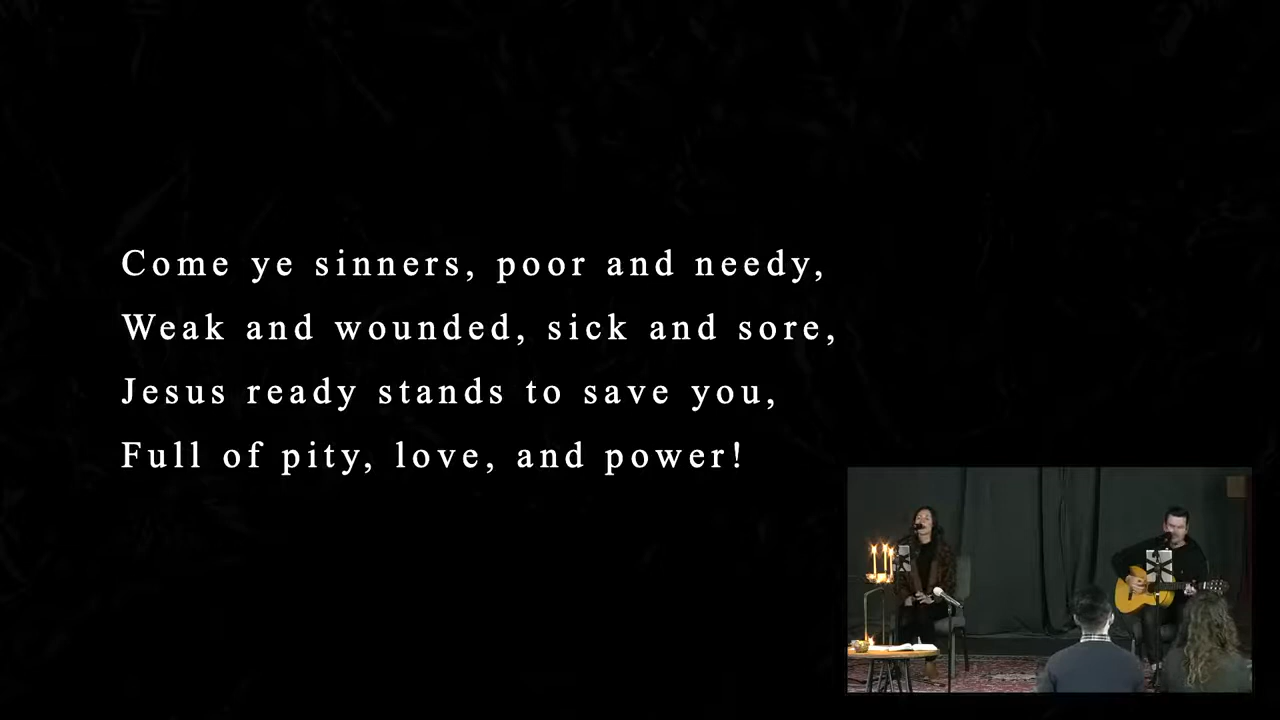 Come ye sinners, poor and needy,
Weak and wounded, sick and sore,
Jesus ready stands to save you,
Full of pity, love, and power!